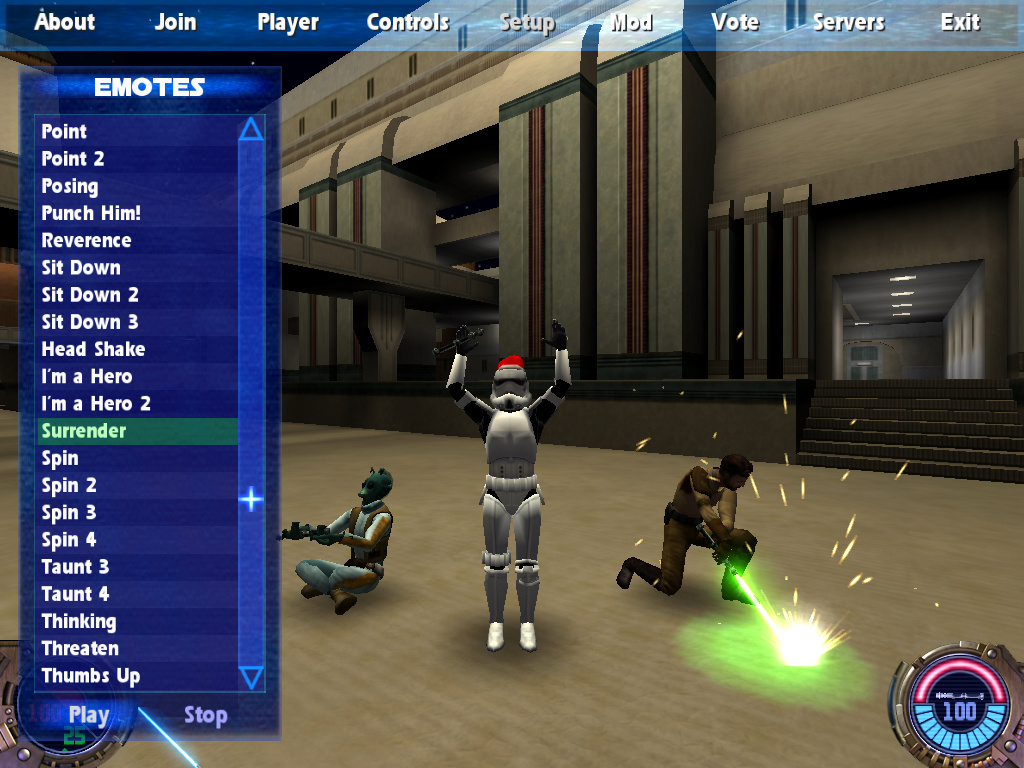 About Join Player Controls Setup Mod Vote Servers Exit
EMOTES
Point
Point 2
Posing
Punch Him!
Reverence
Sit Down
Sit Down 2
Sit Down 3
Head Shake
I'm a Hero
I'm a Hero 2
Surrender
Spin
Spin 2
Spin 3
Spin 4
Taunt 3
Taunt 4
Thinking
Threaten
Thumbs Up
Play Stop
100
25
100